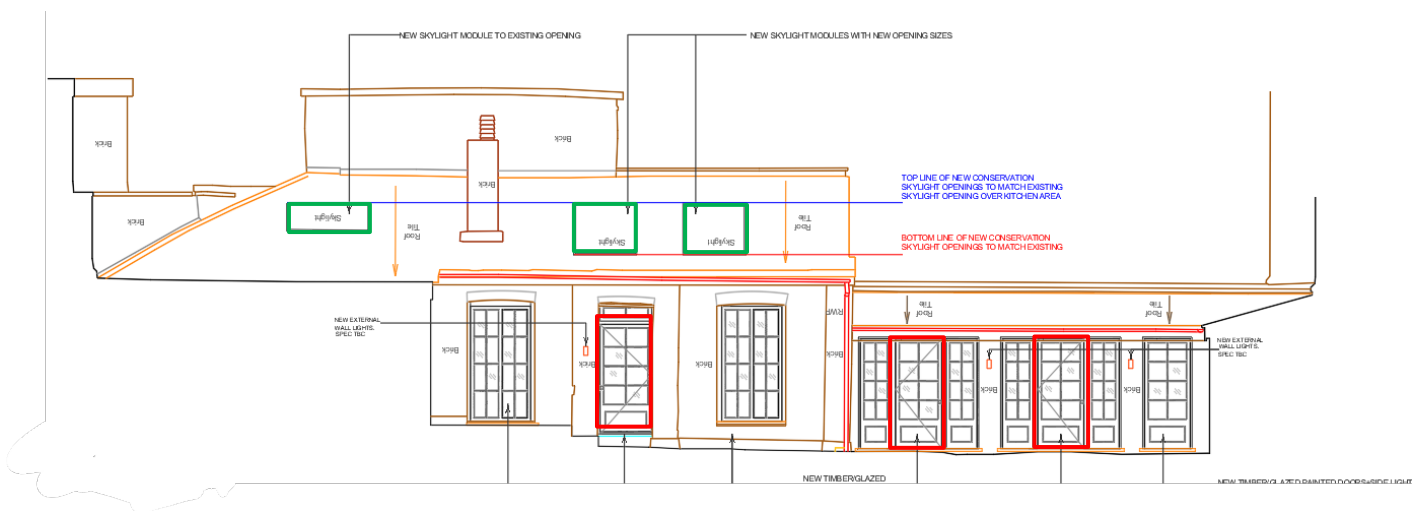 NEW SKYLIGHT MODULE TO EXISTING OPENING
NEW SKYLIGHT MODULES WITH NEW OPENING SIZES
Brick
Brick
Brick
Brick
TOP LINE OF NEW CONSERVATION
SKYLIGHT OPENINGS TO MATCH EXISTING
SKYLIGHT OPENING OVER KITCHEN AREA
Skylight
Roof
Tile
Skylight
Skylight
Roof
Tile
BOTTOM LINE OF NEW CONSERVATION
SKYLIGHT OPENINGS TO MATCH EXISTING
NEW EXTERNAL
WALL LIGHTS.
SPEC TBC
RWP
Roof
Tile
Roof
Tile
Brick
Brick
Brick
Brick
Brick
Brick
NEW EXTERNAL
WALL LIGHTS.
SPEC TBC
NEW TIMBER/GLAZED
NEW TIMBER/GLAZED PAINTED DOORS+SIDE LIGHT